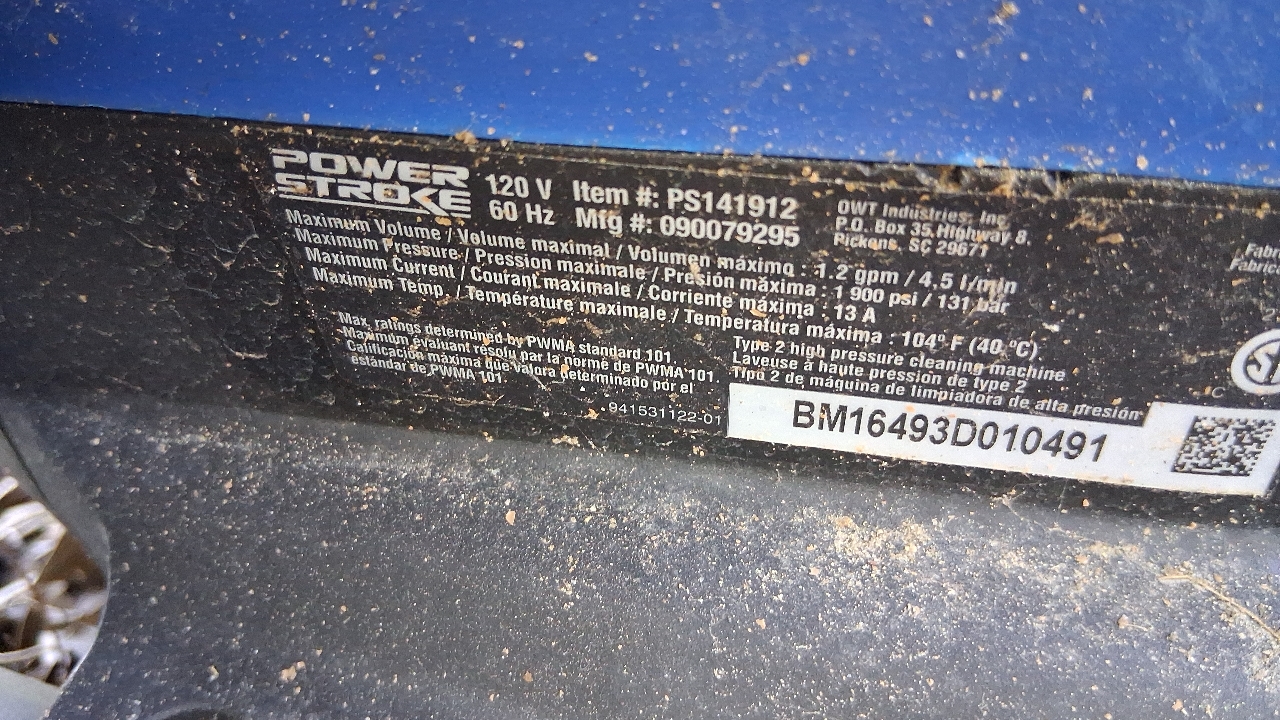 POWER
STROKE
120 V Item #: PS141912
60 Hz Mfg #: 090079295
OWT Industries, Inc.
P.O. Box 35, Highway 8,
Pickens, SC 29671
Maximum Volume / Volume maximal / Volumen máximo : 1.2 gpm / 4,5 l/min
Maximum Pressure / Pression maximale / Presión máxima : 1 900 psi / 131 bar
Maximum Current / Courant maximale / Corriente máxima : 13 A
Maximum Temp. / Température maximale / Temperatura máxima : 104° F (40 °C)
Max. ratings determined by PWMA standard 101.
Maximum évaluant résolu par la norme de PWMA 101.
Calificación máxima que valora determinado por el
estándar de PWMA 101.
Type 2 high pressure cleaning machine
Laveuse à haute pression de type 2
Tipo 2 de máquina de limpiadora de alta presión
941531122-01
BM16493D010491